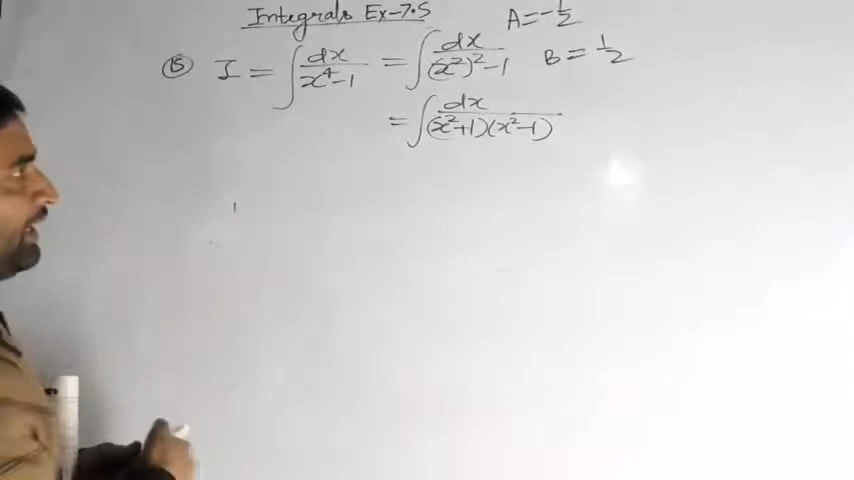 Integrals Ex-7.5
A=-1/2
⑮ I = ∫ dx/(x⁴-1) = ∫ dx/((x²)²-1) B = 1/2
= ∫ dx/((x²+1)(x²-1))